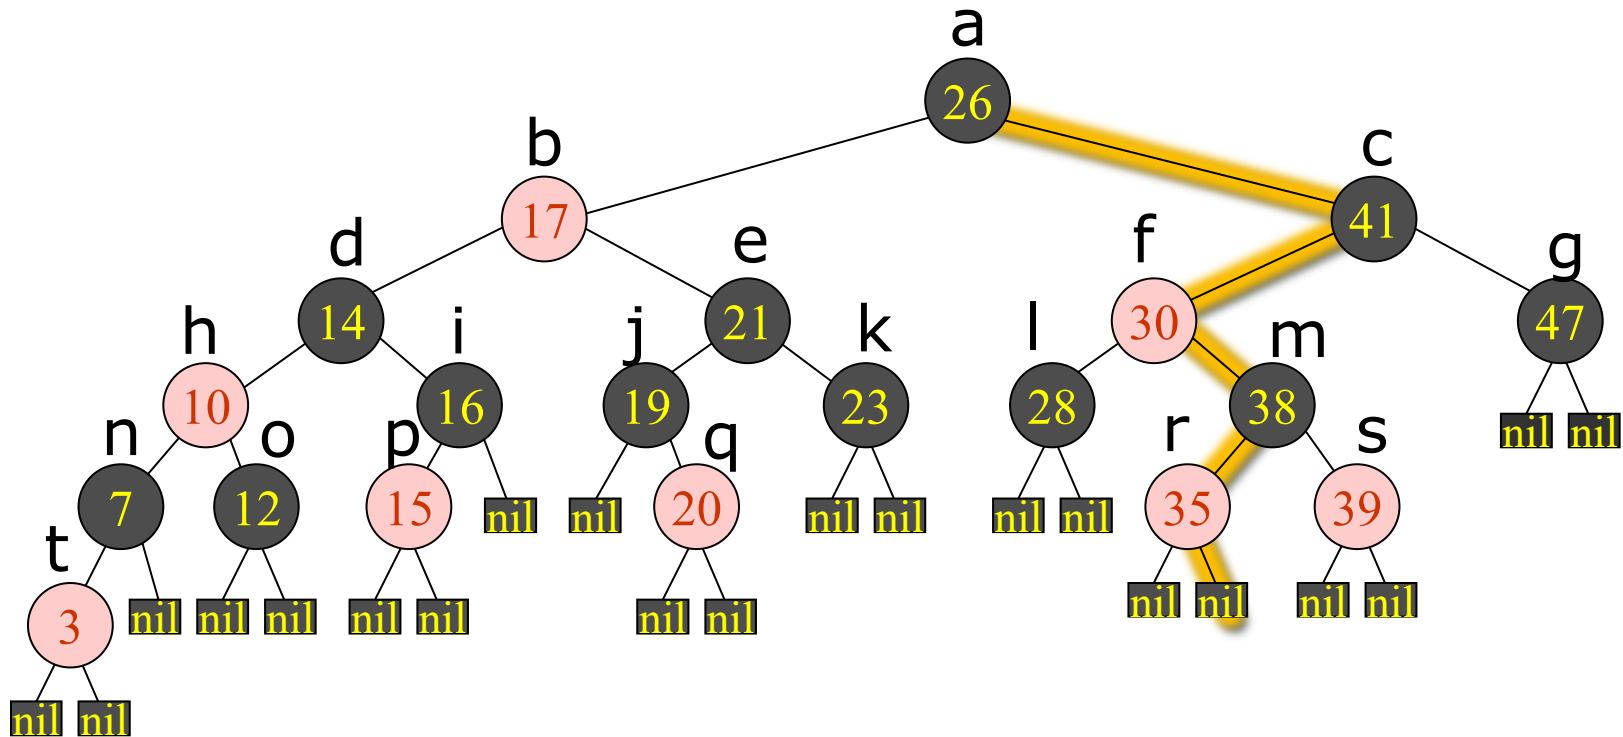 a
26
b c
17 41
d e f g
14 21 30 47
h i j k l m
10 16 19 23 28 38 nil nil
n o p q r s
7 12 15 nil nil 20 nil nil nil nil 35 39
t
3 nil nil nil nil nil nil nil nil nil nil nil
nil nil